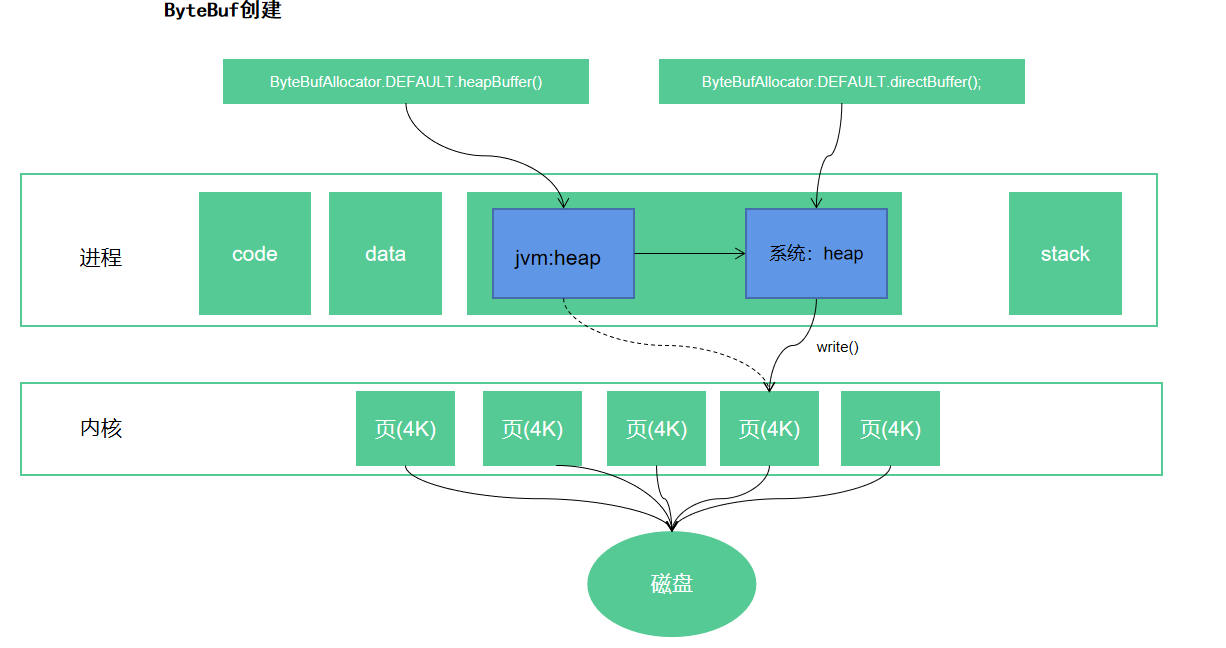 ByteBuf创建
ByteBufAllocator.DEFAULT.heapBuffer()
ByteBufAllocator.DEFAULT.directBuffer();
进程
code
data
jvm:heap
系统：heap
stack
write()
内核
页(4K)
页(4K)
页(4K)
页(4K)
页(4K)
磁盘